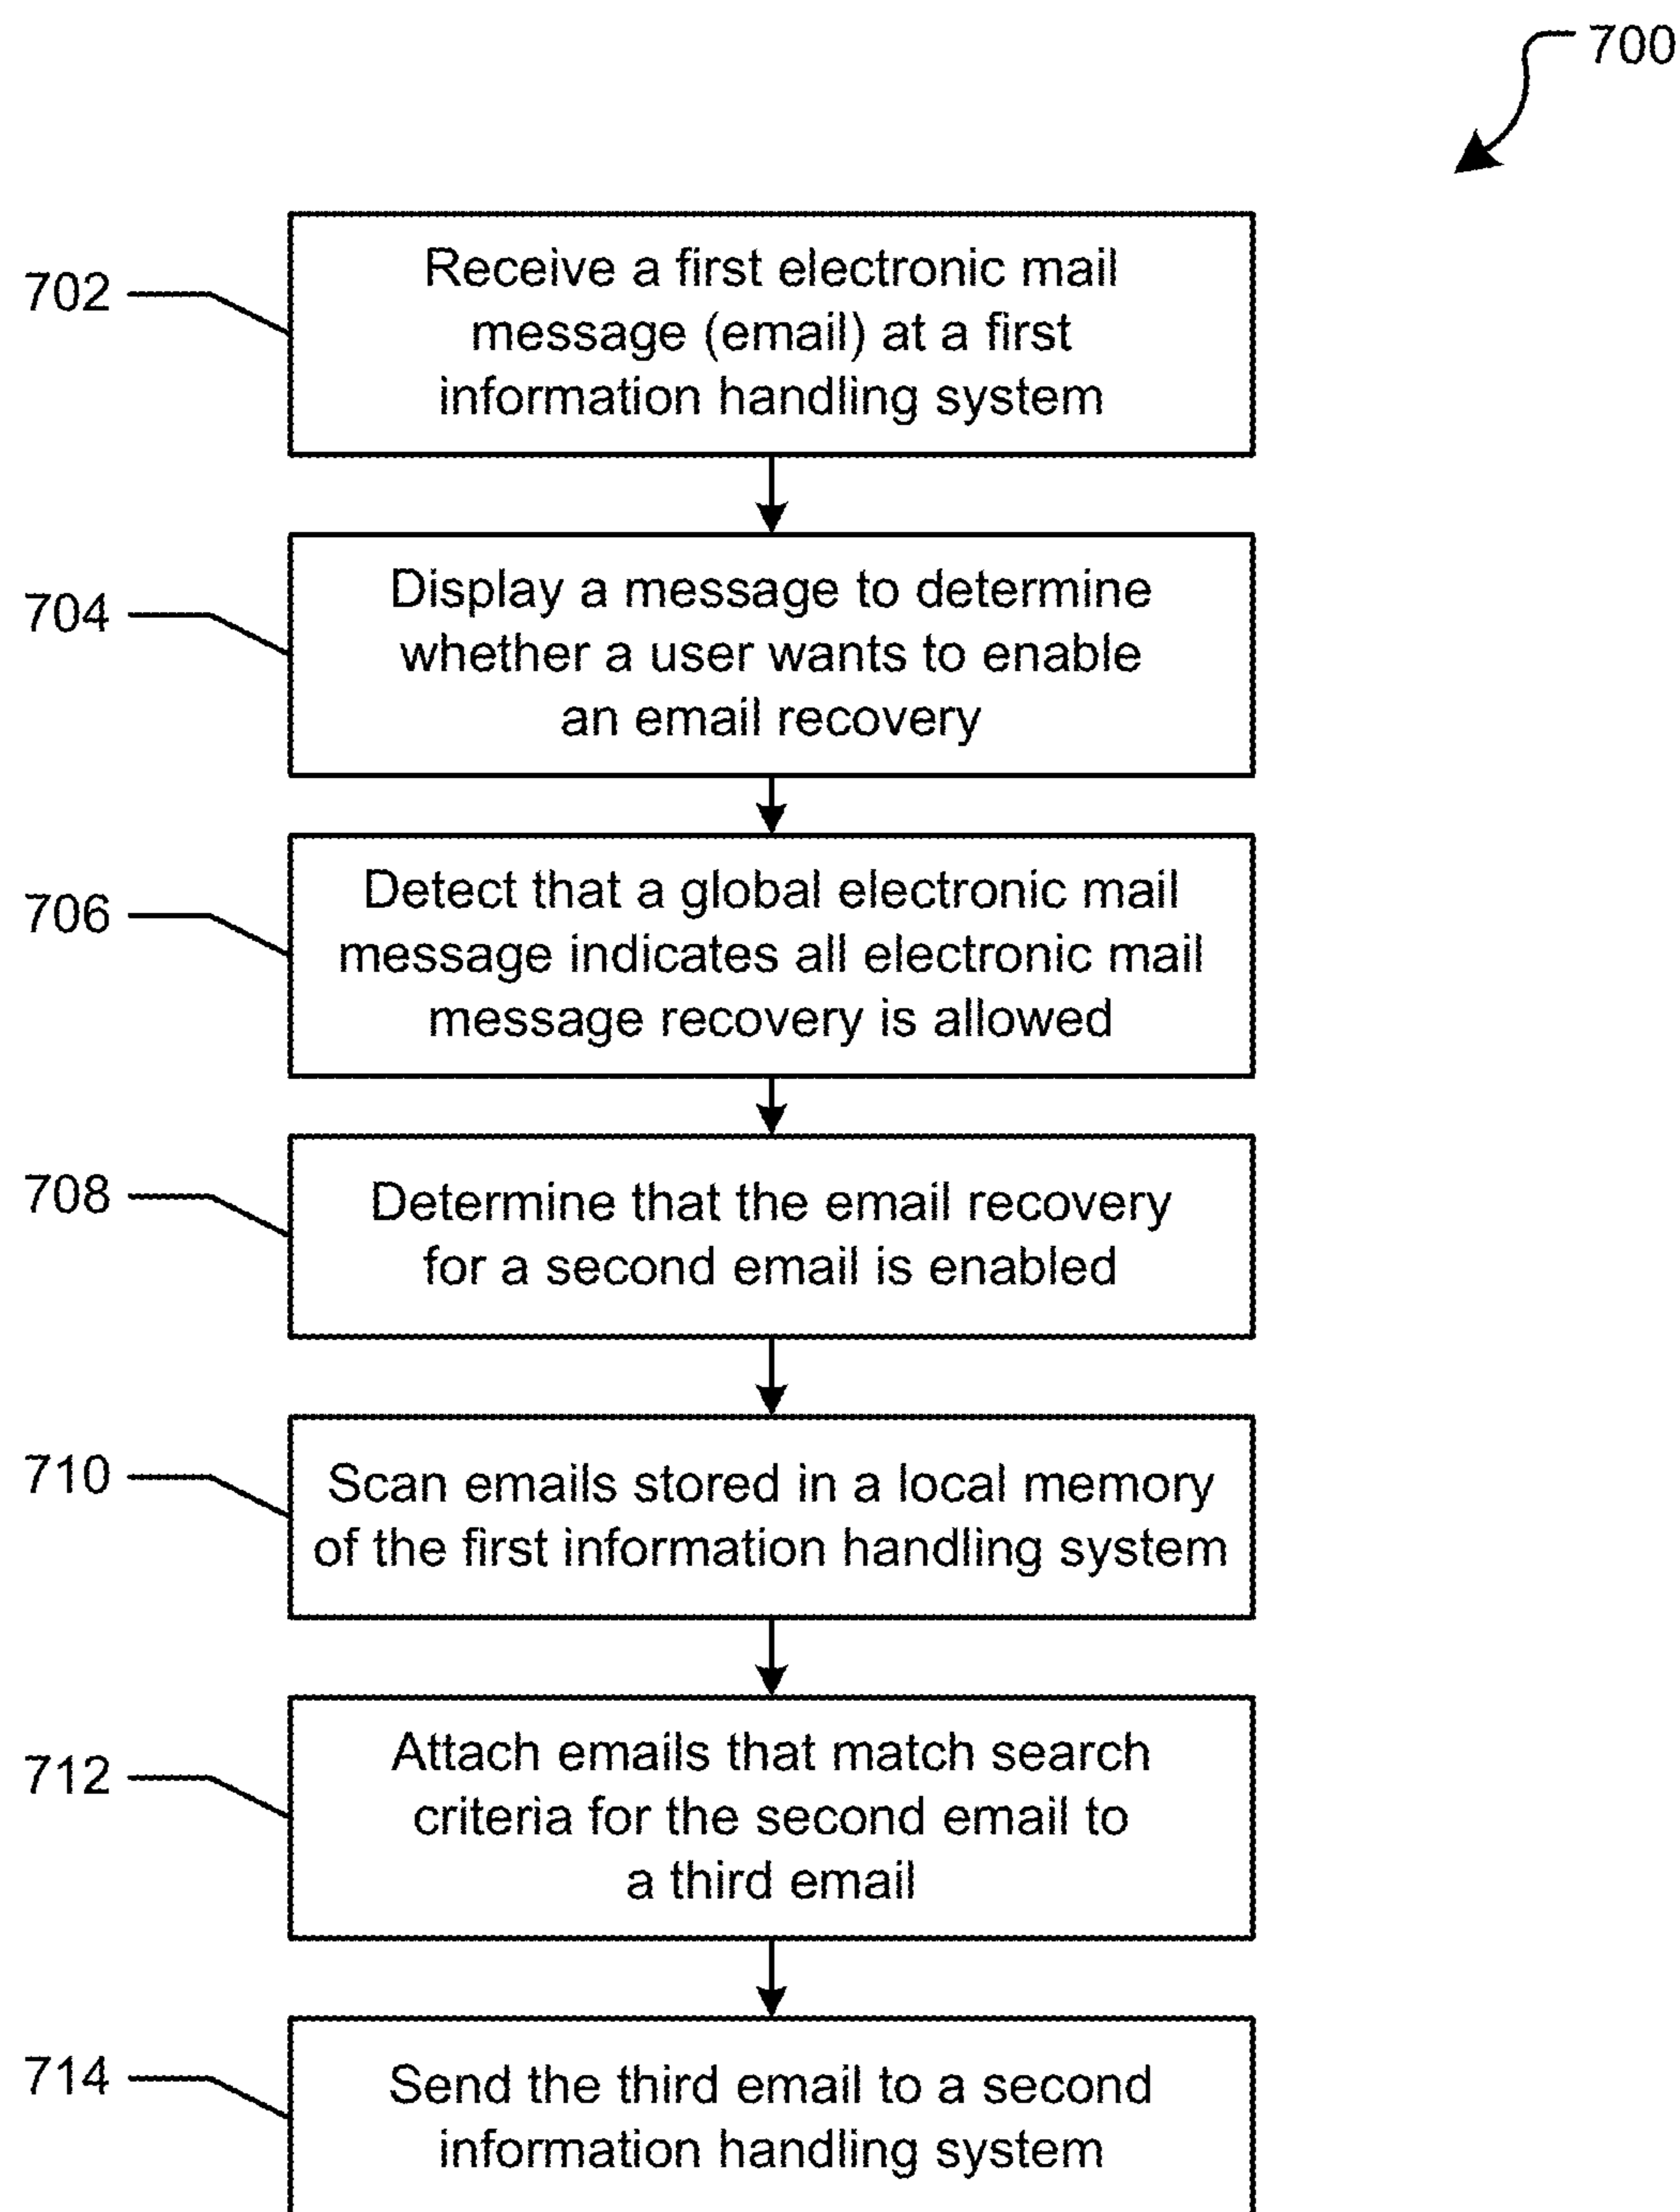 700
702
Receive a first electronic mail
message (email) at a first
information handling system
704
Display a message to determine
whether a user wants to enable
an email recovery
706
Detect that a global electronic mail
message indicates all electronic mail
message recovery is allowed
708
Determine that the email recovery
for a second email is enabled
710
Scan emails stored in a local memory
of the first information handling system
712
Attach emails that match search
criteria for the second email to
a third email
714
Send the third email to a second
information handling system